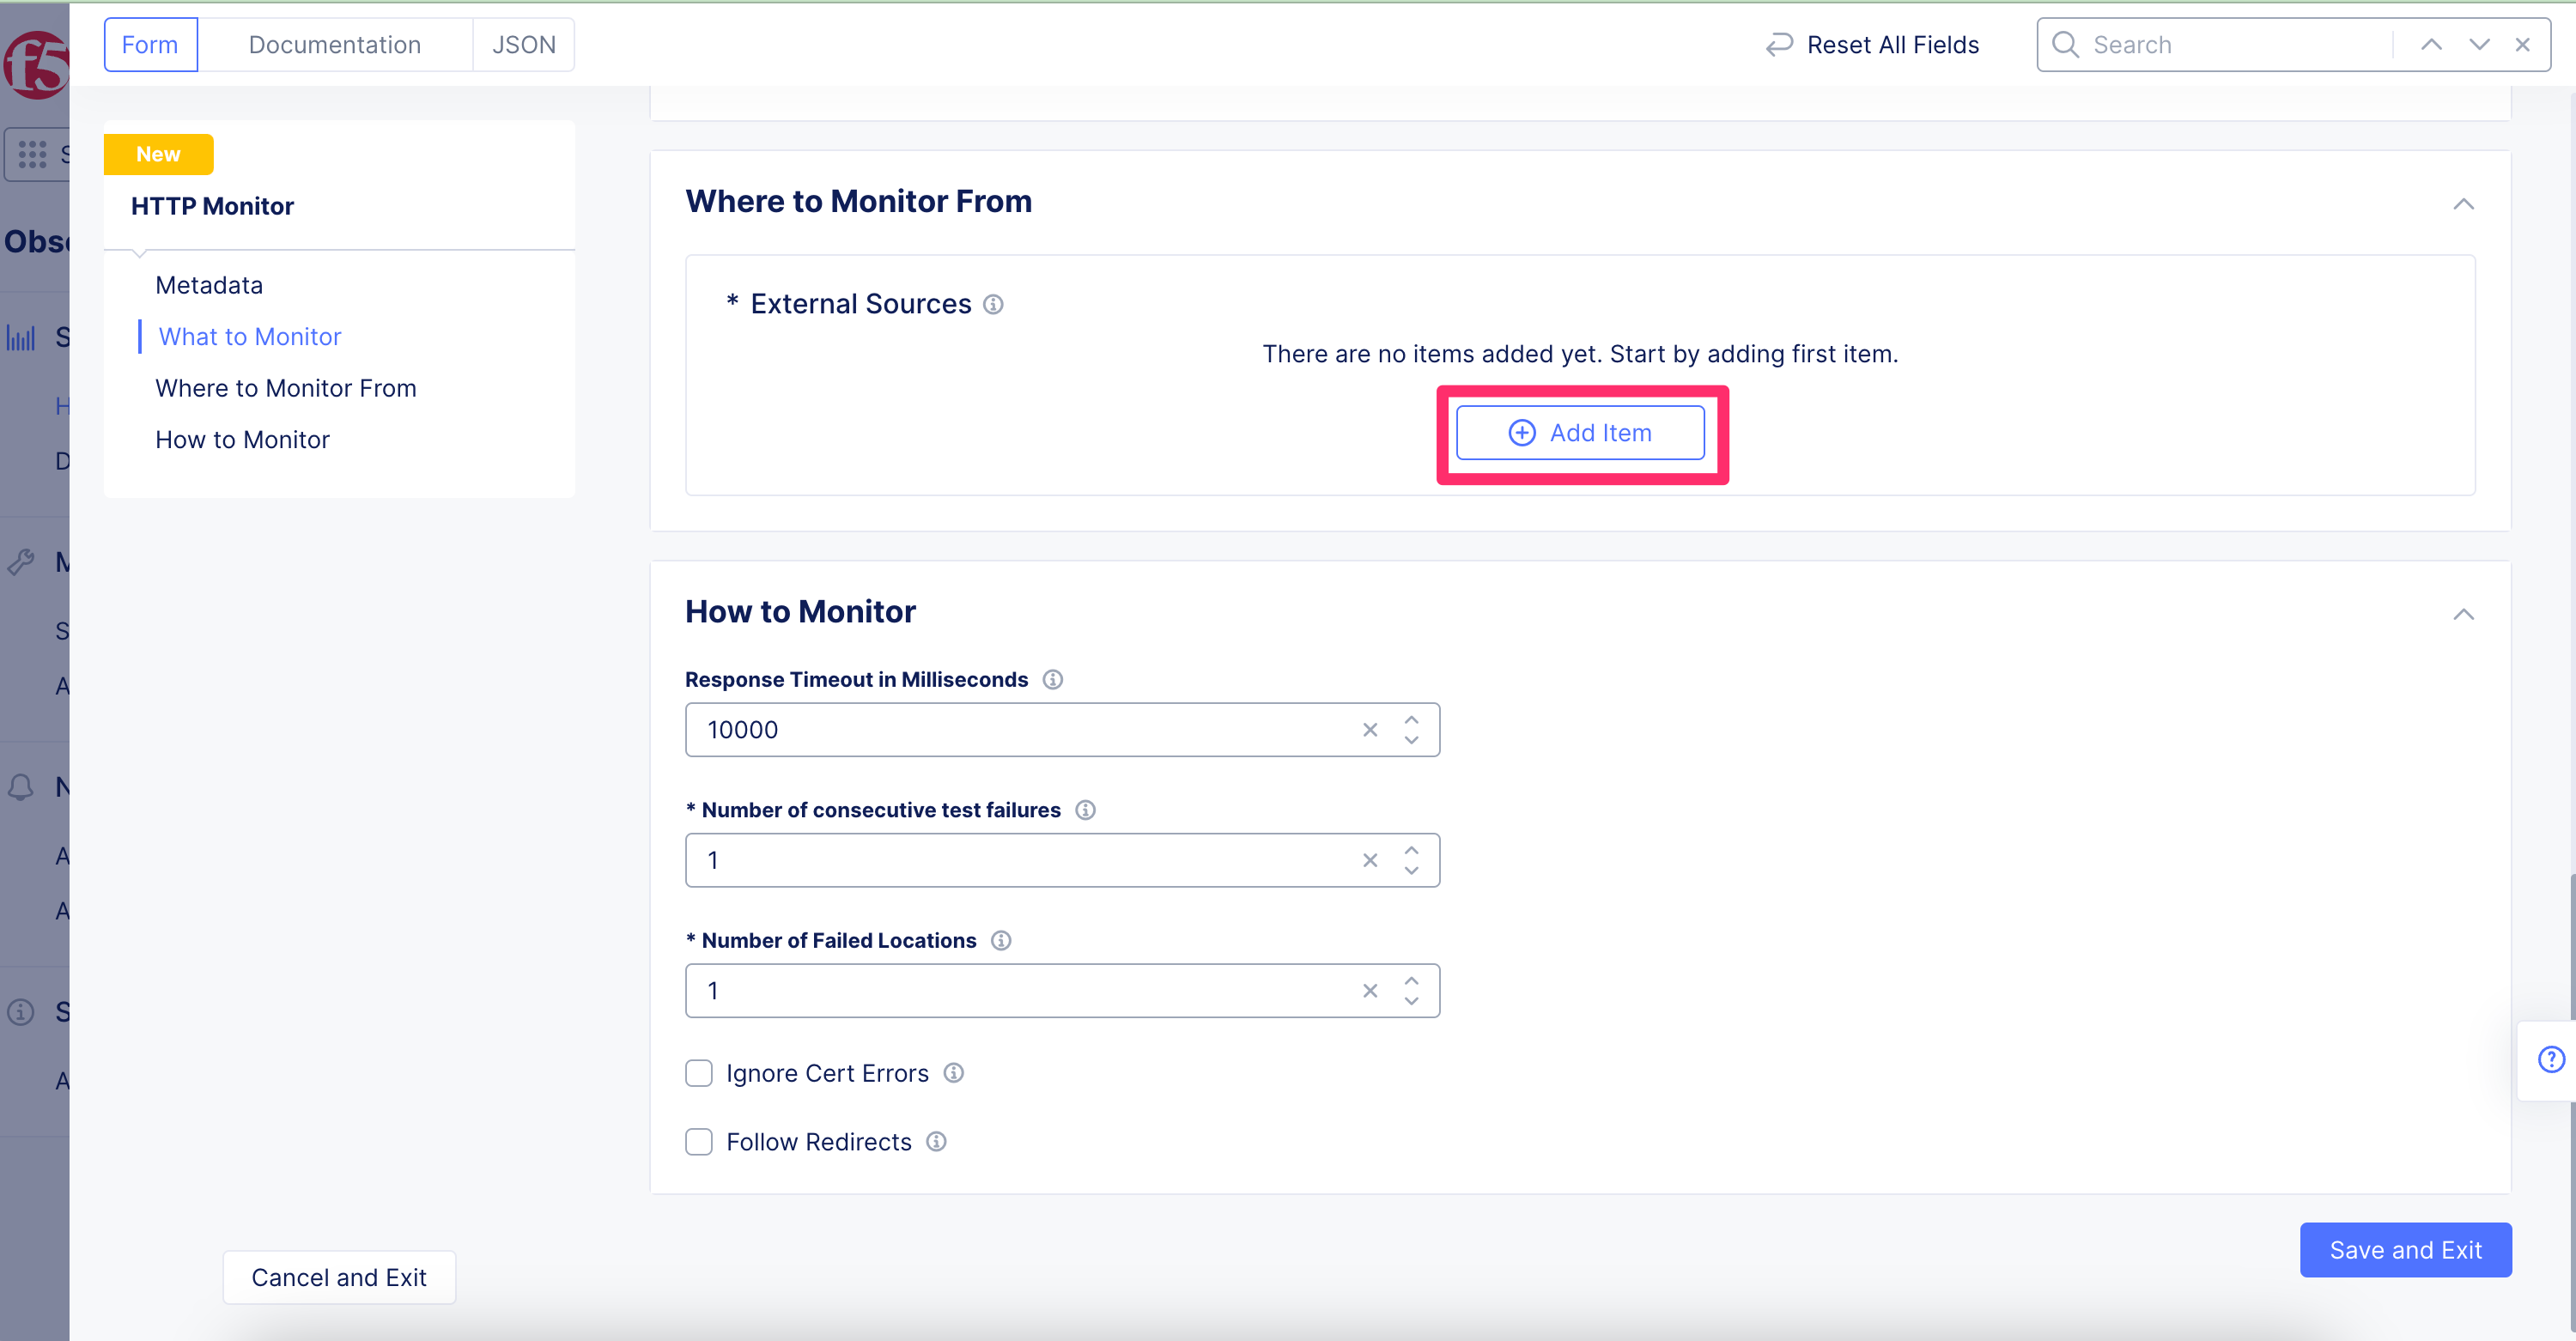 Form
Documentation
JSON
Reset All Fields
Search
f5
New
HTTP Monitor
Metadata
What to Monitor
Where to Monitor From
How to Monitor
Where to Monitor From
* External Sources
There are no items added yet. Start by adding first item.
Add Item
How to Monitor
Response Timeout in Milliseconds
10000
* Number of consecutive test failures
1
* Number of Failed Locations
1
Ignore Cert Errors
Follow Redirects
Cancel and Exit
Save and Exit